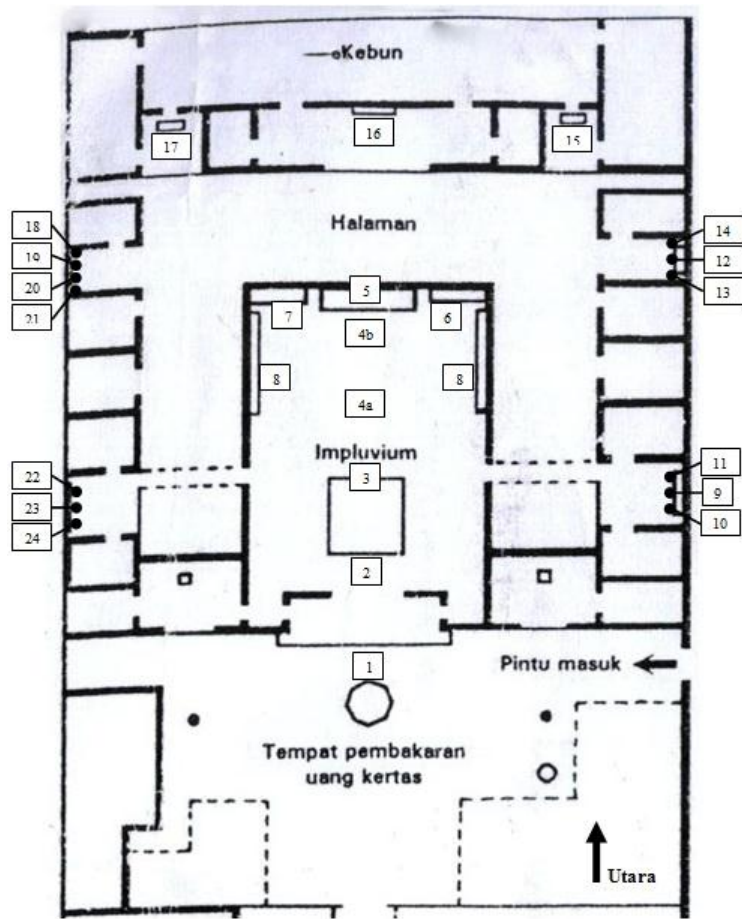 Kebun
17
16
15
18
19
20
21
Halaman
14
12
13
5
7
6
4b
8
8
4a
Impluvium
3
22
23
24
11
9
10
2
1
Pintu masuk
Tempat pembakaran
uang kertas
Utara